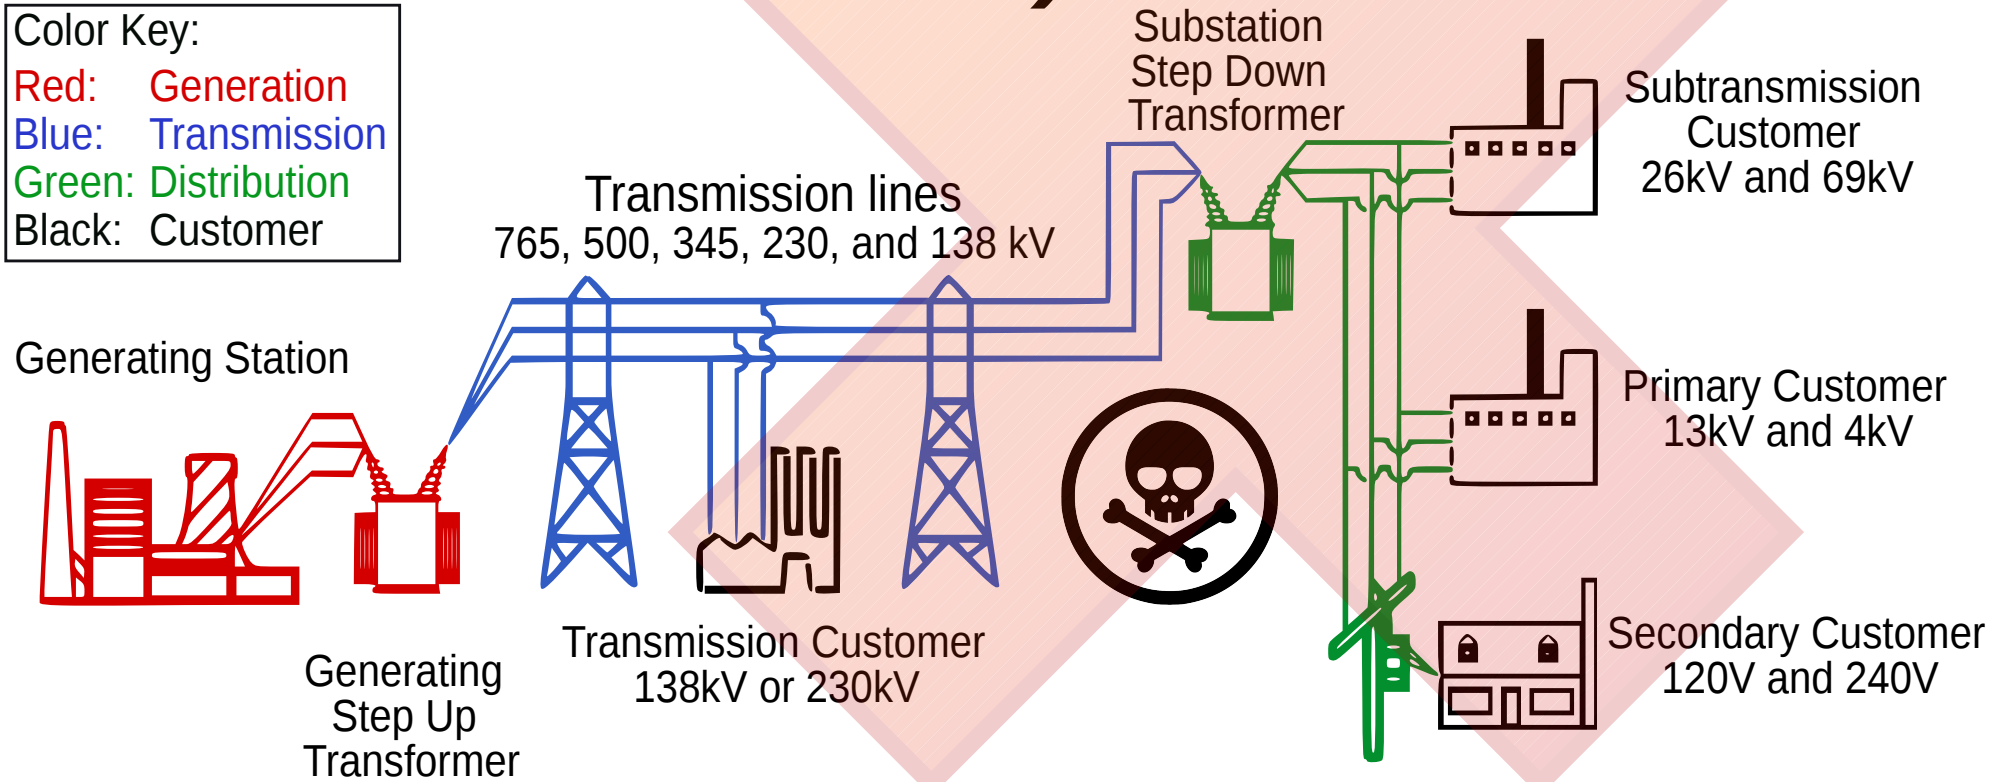 Color Key:
Red: Generation
Blue: Transmission
Green: Distribution
Black: Customer
Substation
Step Down
Transformer
Subtransmission
Customer
26kV and 69kV
Transmission lines
765, 500, 345, 230, and 138 kV
Generating Station
Primary Customer
13kV and 4kV
Transmission Customer
138kV or 230kV
Secondary Customer
120V and 240V
Generating
Step Up
Transformer